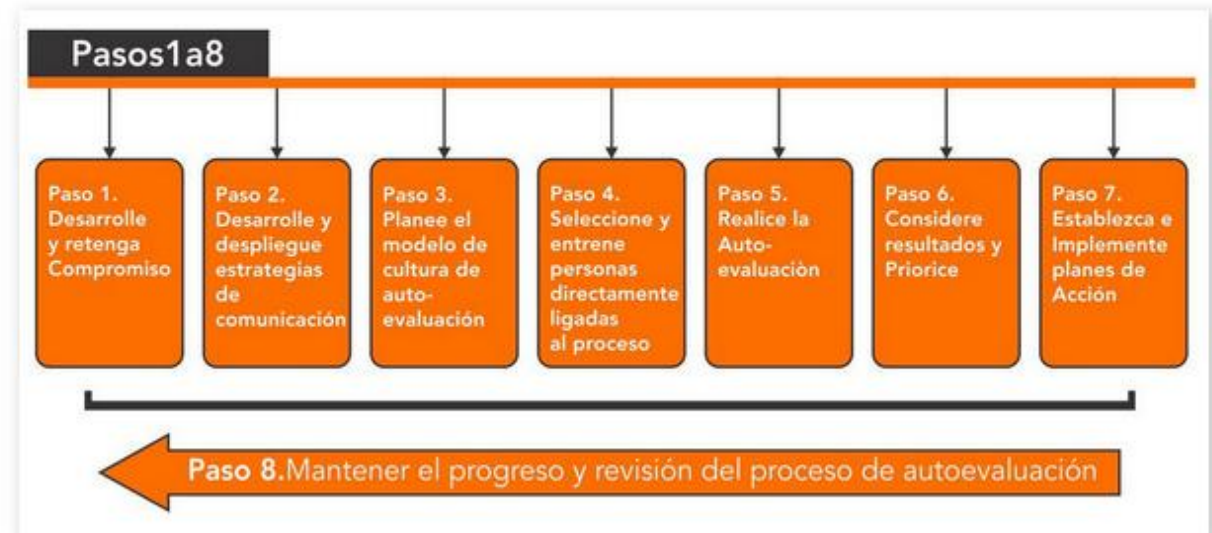 Pasos1a8
Paso 1.
Desarrolle
y retenga
Compromiso
Paso 2.
Desarrolle y
despliegue
estrategias
de
comunicación
Paso 3.
Planee el
modelo de
cultura de
auto-
evaluación
Paso 4.
Seleccione y
entrene
personas
directamente
ligadas
al proceso
Paso 5.
Realice la
Auto-
evaluaciòn
Paso 6.
Considere
resultados y
Priorice
Paso 7.
Establezca e
Implemente
planes de
Acción
Paso 8.Mantener el progreso y revisión del proceso de autoevaluación